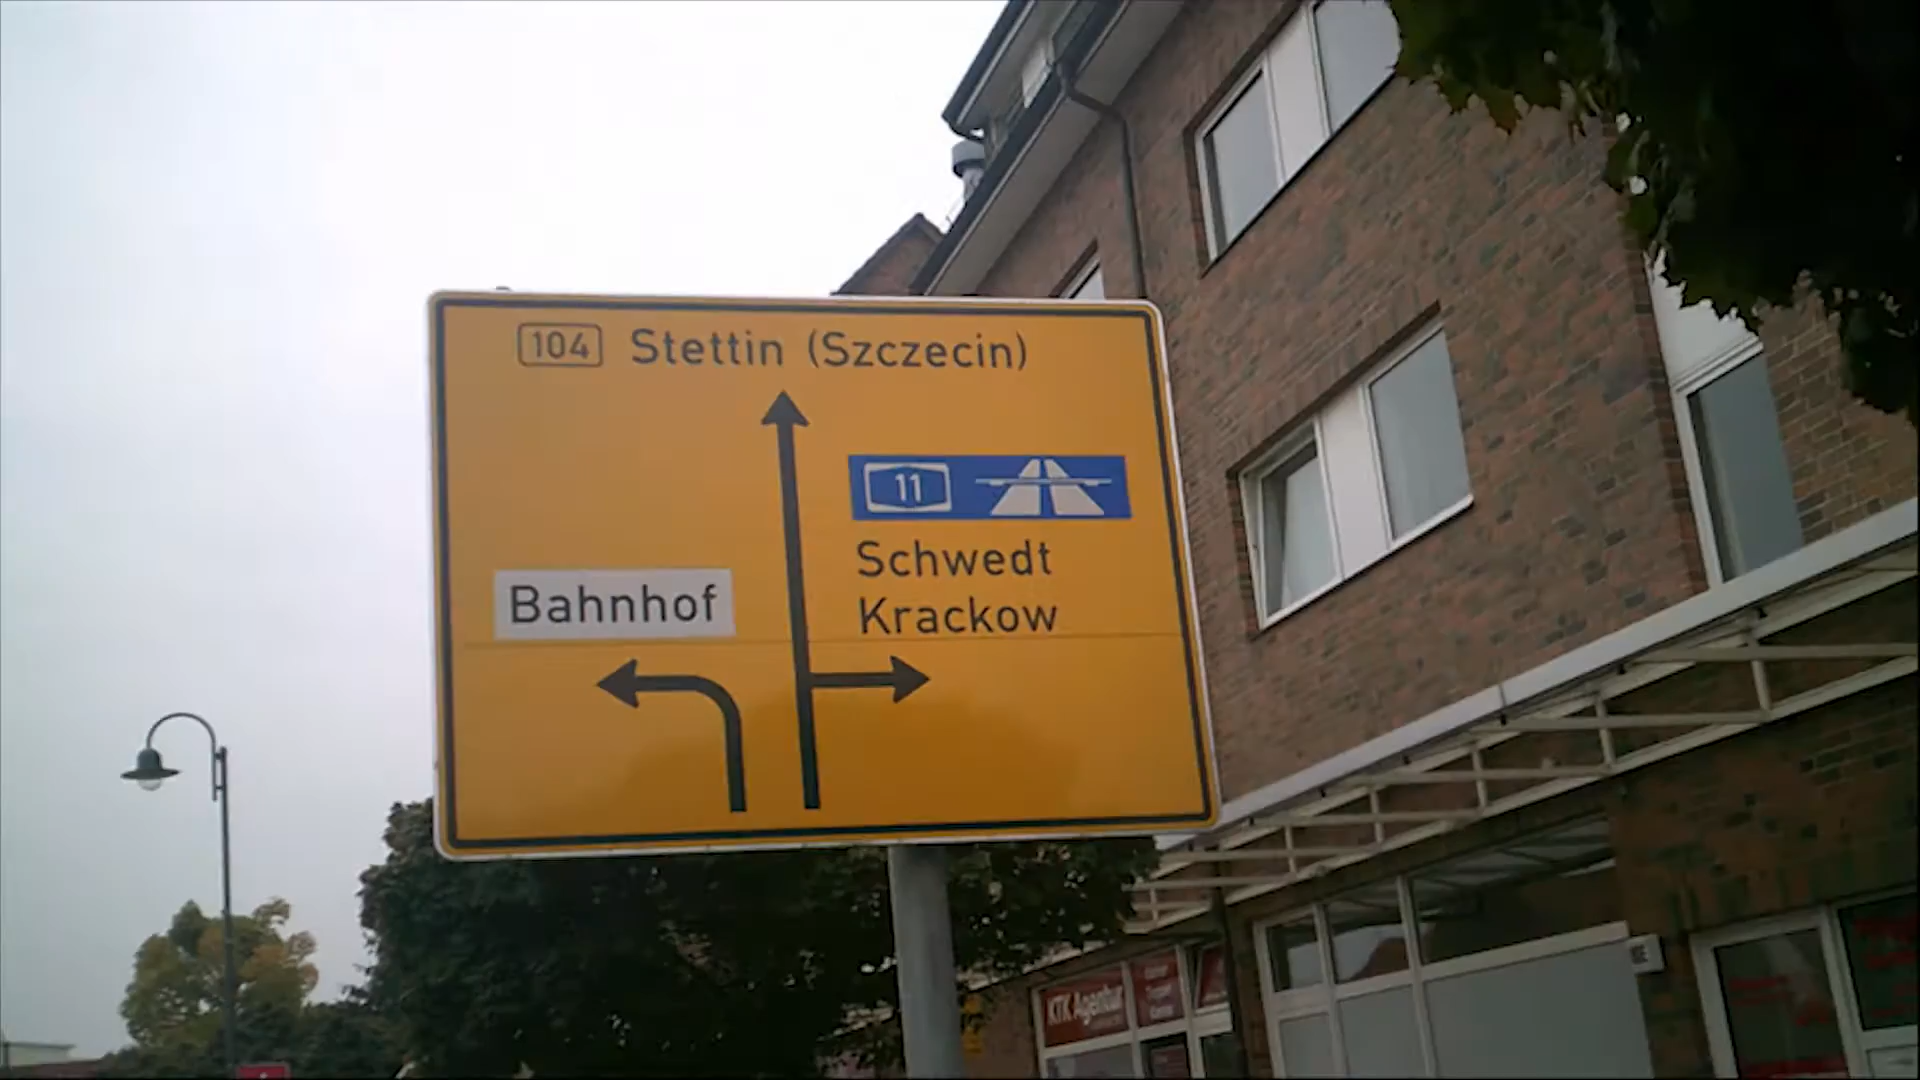 104 Stettin (Szczecin)
11
Schwedt
Krackow
Bahnhof
KTK Agentur